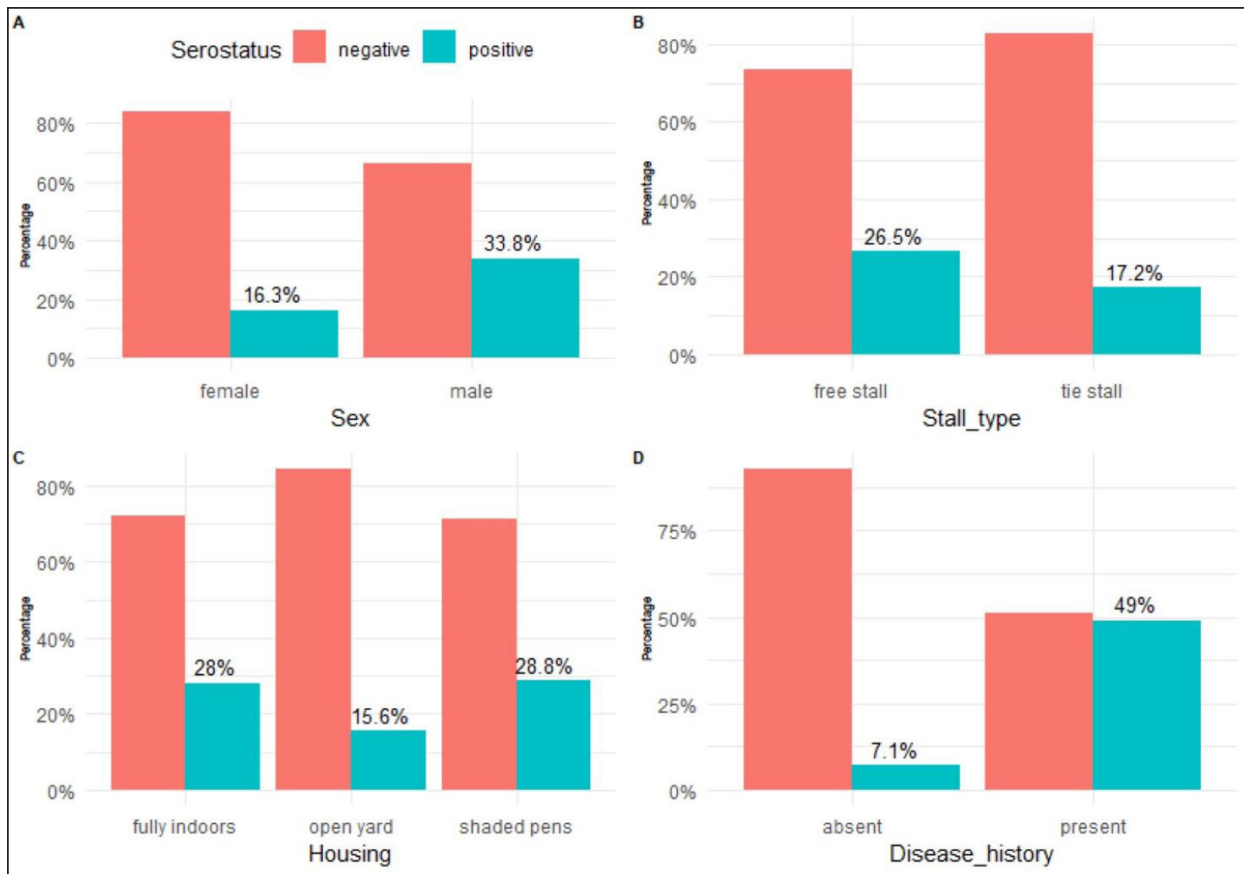 A
Serostatus negative positive
80%
60%
40%
20%
0%
Percentage
16.3%
33.8%
female male
Sex
B
80%
60%
40%
20%
0%
Percentage
26.5%
17.2%
free stall tie stall
Stall_type
C
80%
60%
40%
20%
0%
Percentage
28%
15.6%
28.8%
fully indoors open yard shaded pens
Housing
D
75%
50%
25%
0%
Percentage
7.1%
49%
absent present
Disease_history